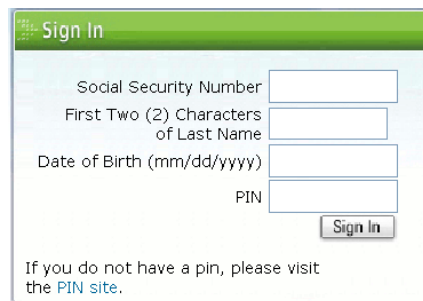 Sign In
Social Security Number
First Two (2) Characters
of Last Name
Date of Birth (mm/dd/yyyy)
PIN
Sign In
If you do not have a pin, please visit
the PIN site.